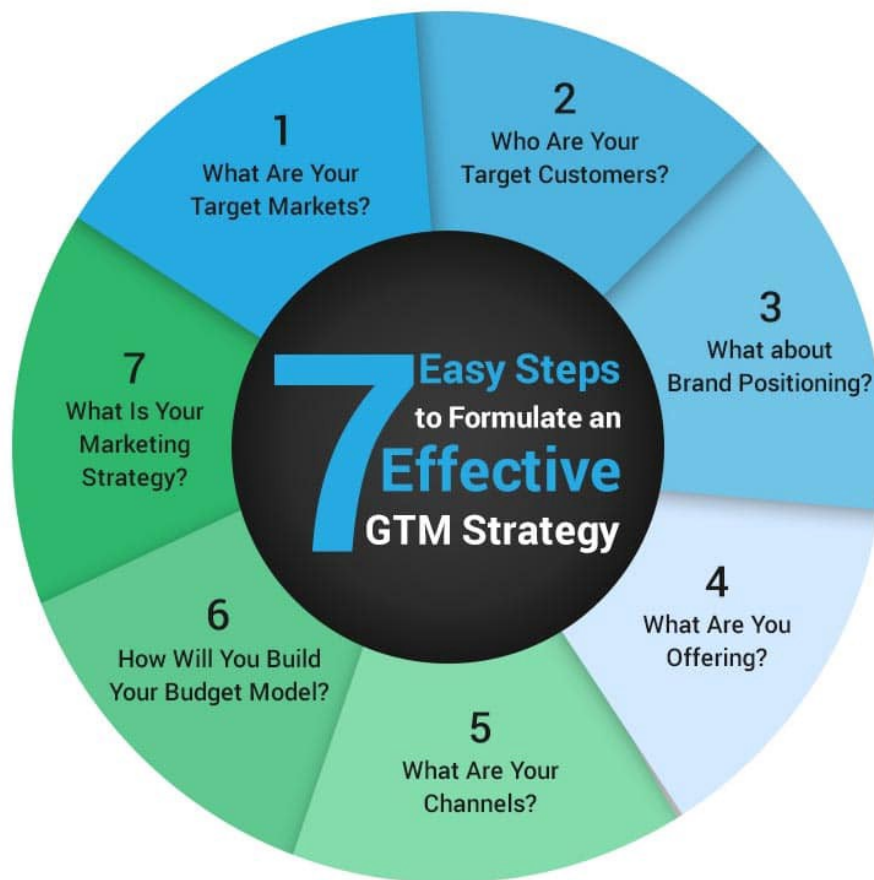 7 Easy Steps
to Formulate an
Effective
GTM Strategy
1
What Are Your
Target Markets?
2
Who Are Your
Target Customers?
3
What about
Brand Positioning?
4
What Are You
Offering?
5
What Are Your
Channels?
6
How Will You Build
Your Budget Model?
7
What Is Your
Marketing
Strategy?